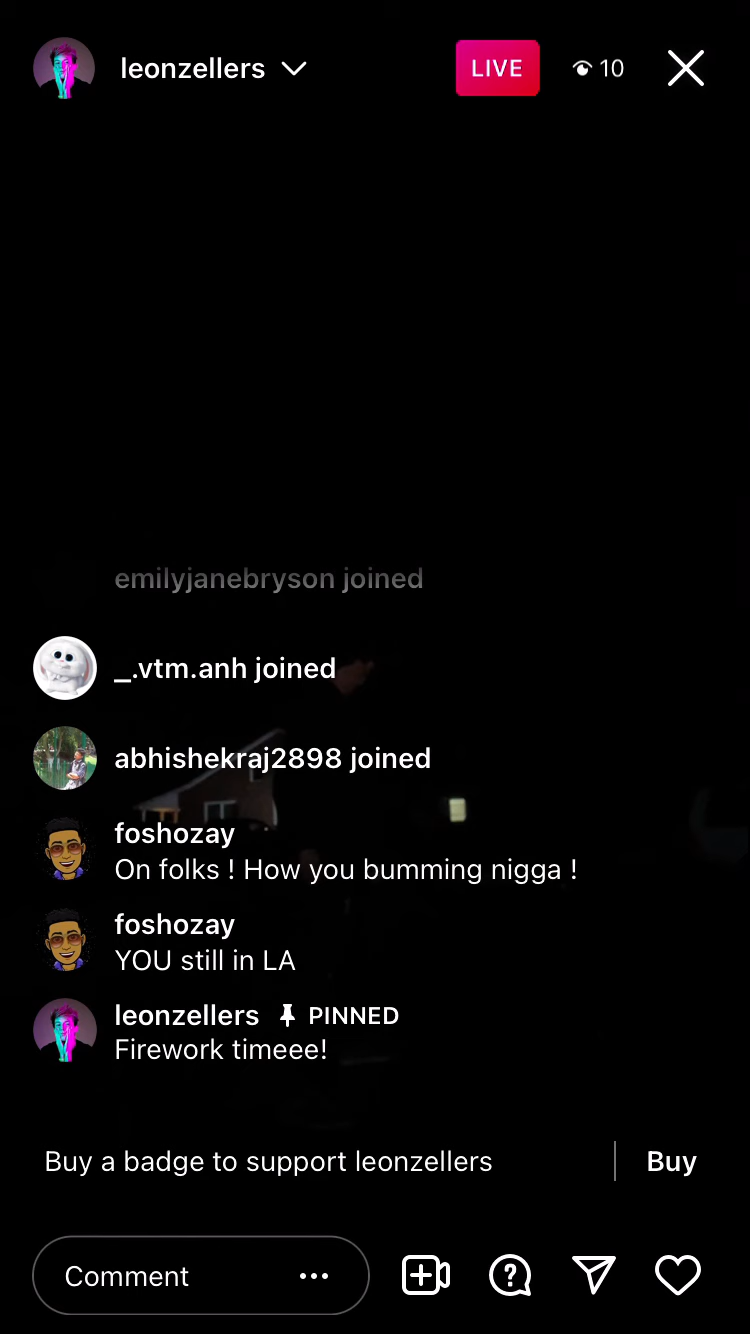 leonzellers
LIVE
10
emilyjanebryson joined
_.vtm.anh joined
abhishekraj2898 joined
foshozay
On folks ! How you bumming nigga !
foshozay
YOU still in LA
leonzellers PINNED
Firework timeee!
Buy a badge to support leonzellers
Buy
Comment